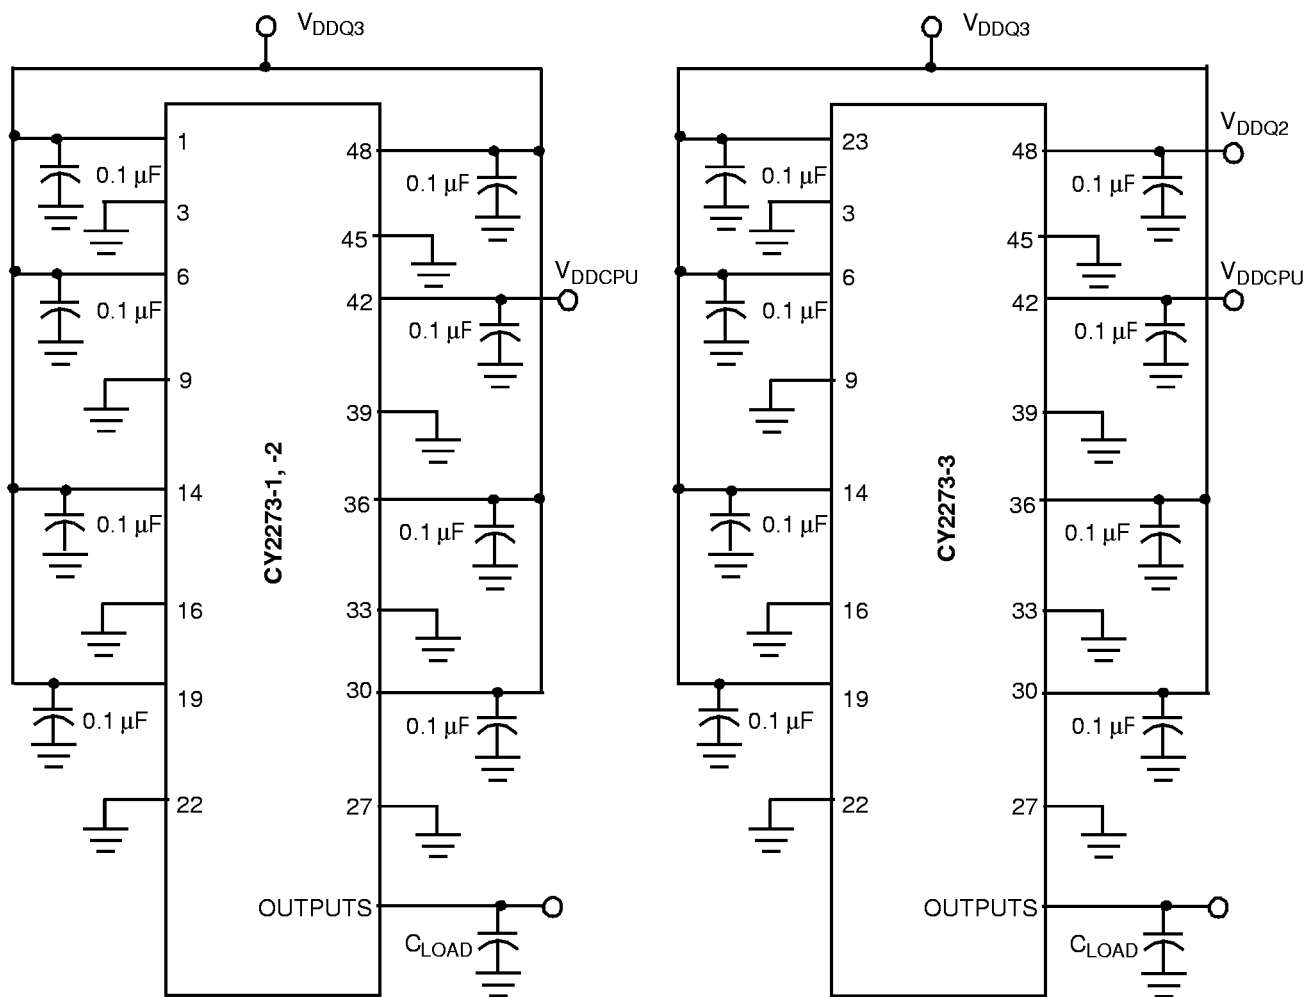 VDDQ3
1
0.1 µF
3
6
0.1 µF
9
14
0.1 µF
16
19
0.1 µF
22
CY2273-1, -2
48
0.1 µF
45
VDDCPU
42
0.1 µF
39
36
0.1 µF
33
30
0.1 µF
27
OUTPUTS
CLOAD
VDDQ3
23
0.1 µF
3
6
0.1 µF
9
14
0.1 µF
16
19
0.1 µF
22
CY2273-3
VDDQ2
48
0.1 µF
45
VDDCPU
42
0.1 µF
39
36
0.1 µF
33
30
0.1 µF
27
OUTPUTS
CLOAD